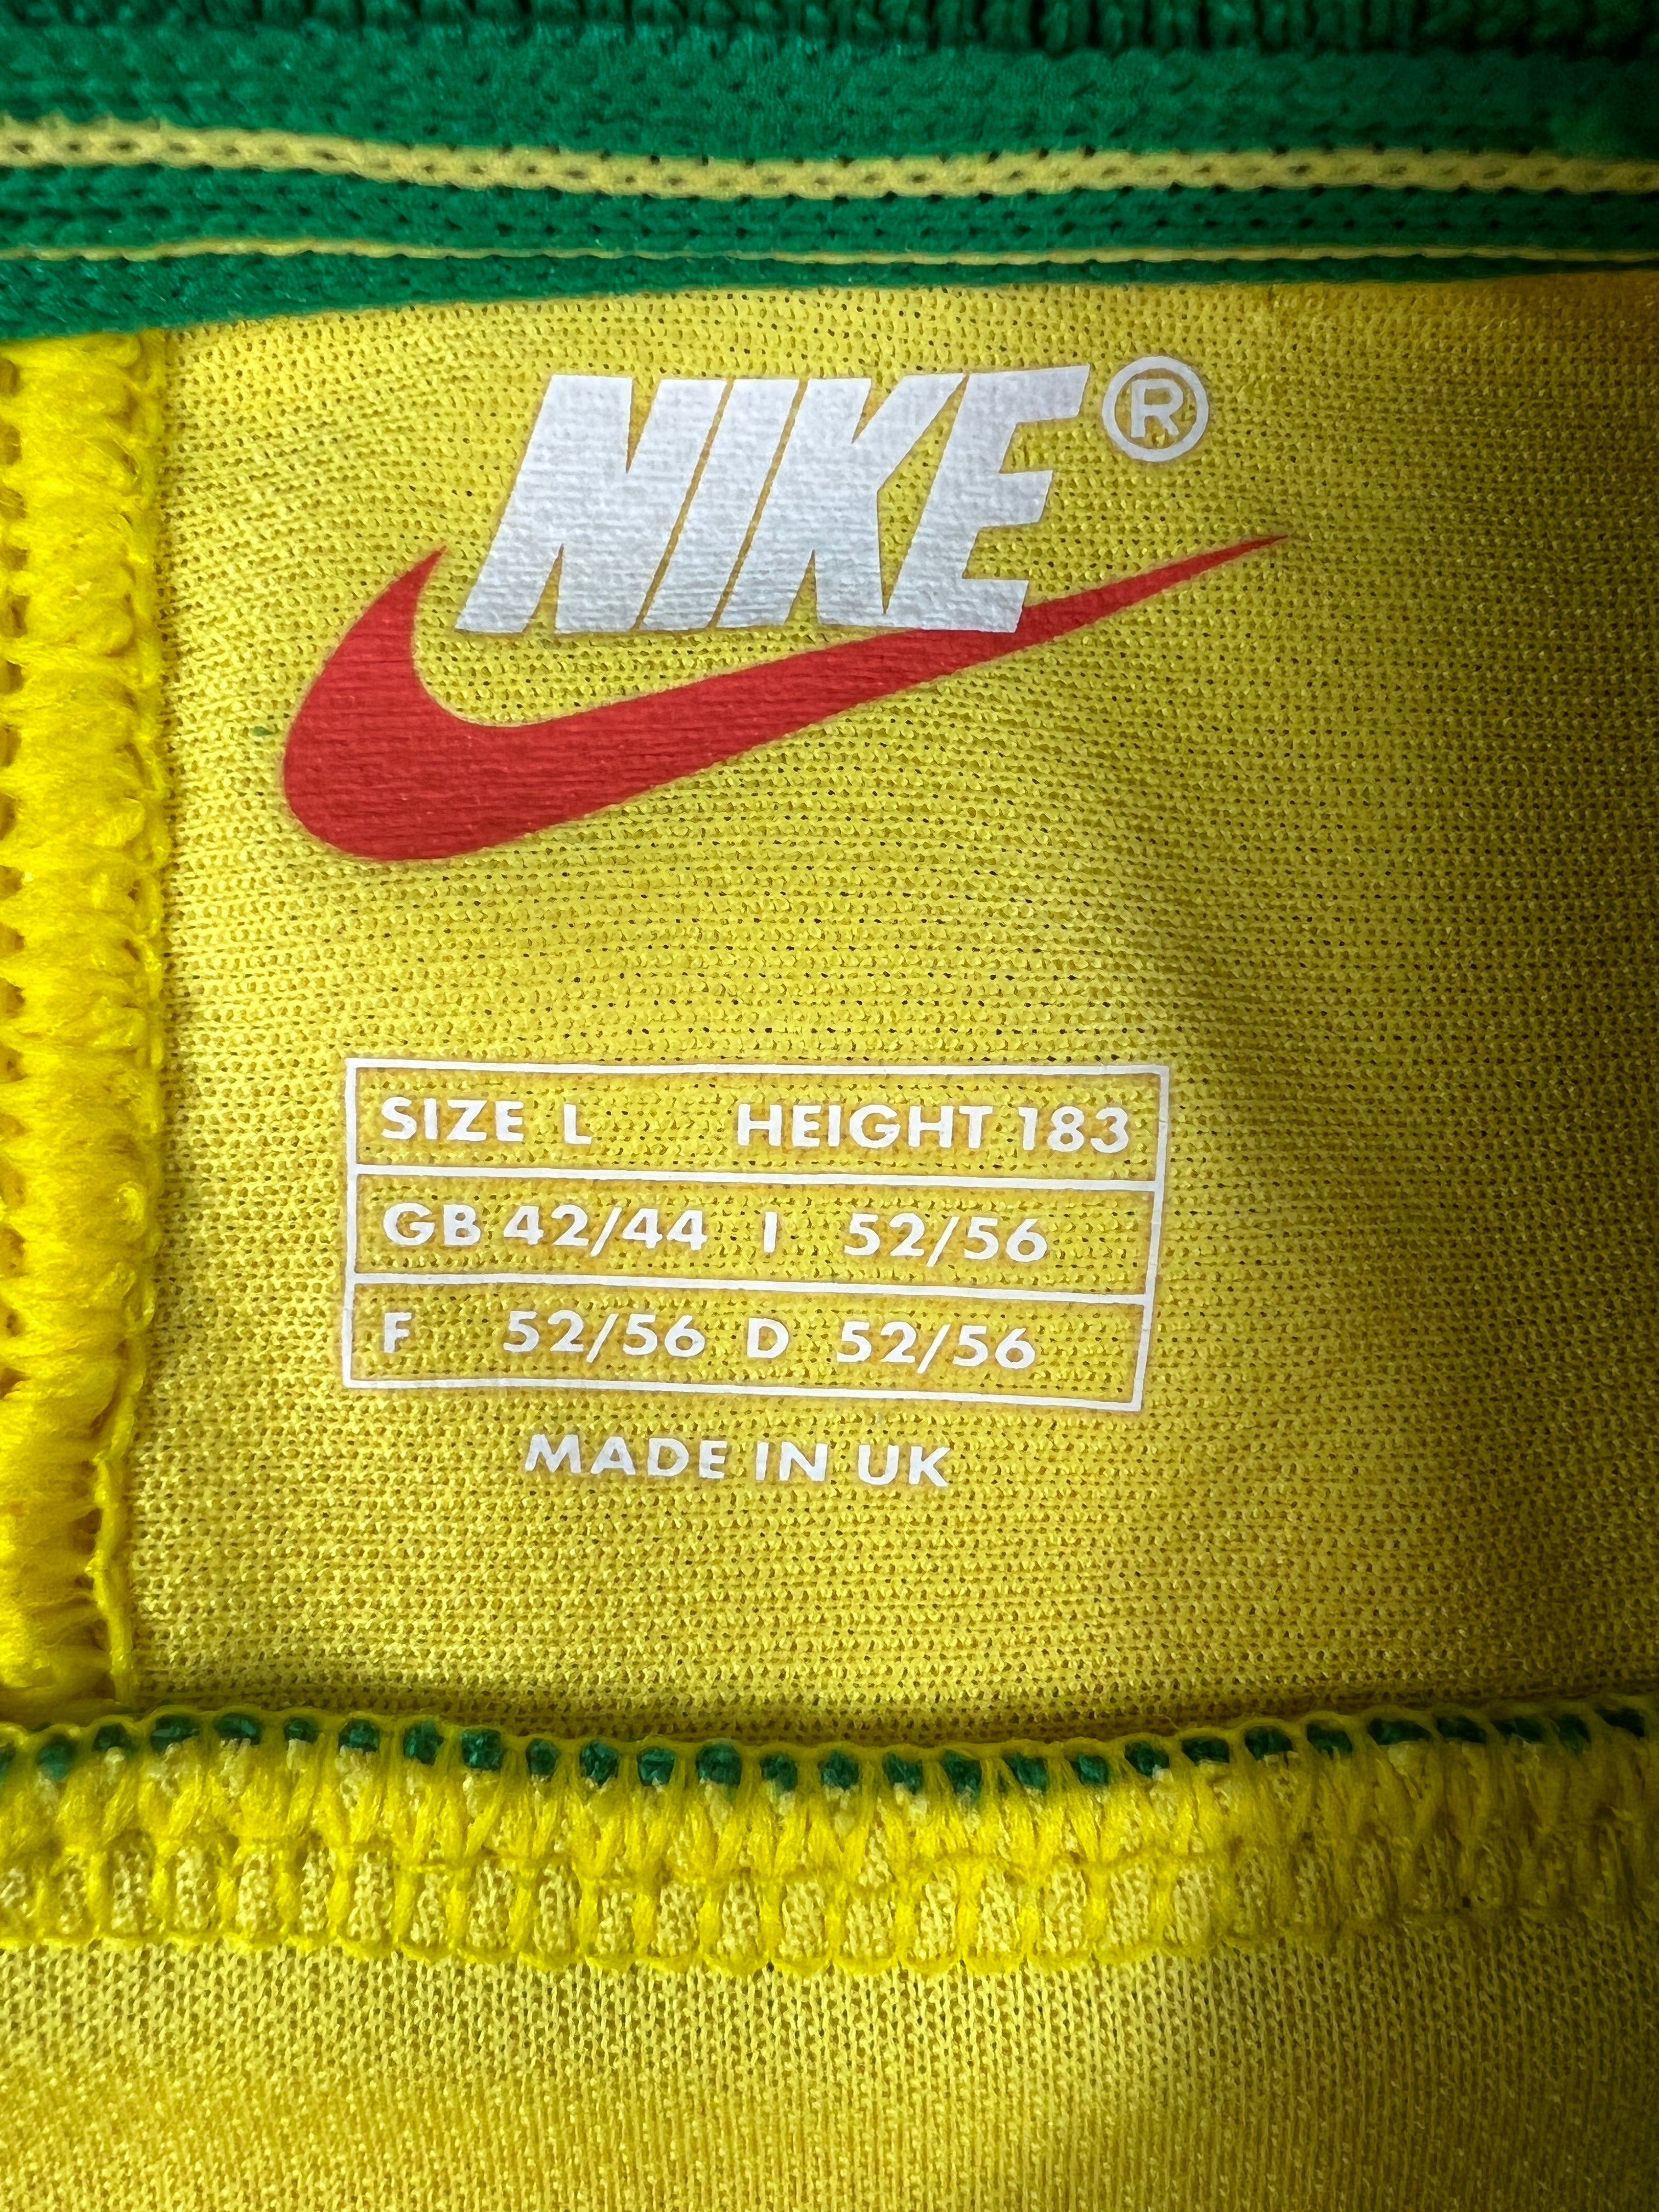 NIKE®
SIZE L HEIGHT 183
GB 42/44 I 52/56
F 52/56 D 52/56
MADE IN UK